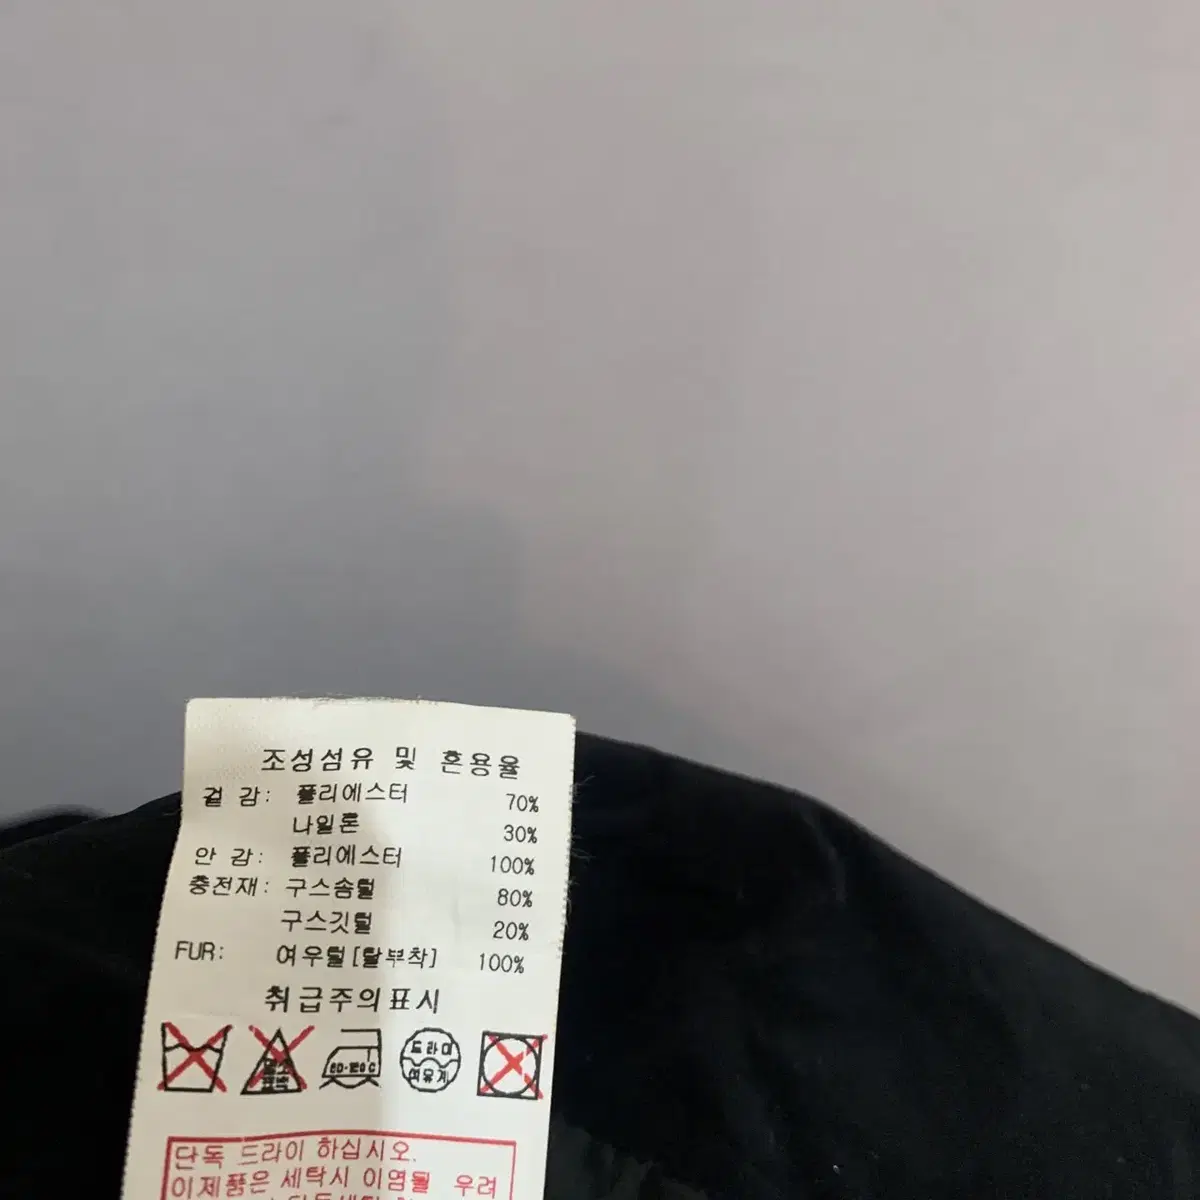 조성섬유 및 혼용율
겉 감: 폴리에스터 70%
나일론 30%
안 감: 폴리에스터 100%
충전재: 구스솜털 80%
구스깃털 20%
FUR: 여우털[탈부착] 100%
취급주의표시
80-120°C
드라이
단독 드라이 하십시오.
이제품은 세탁시 이염될 우려